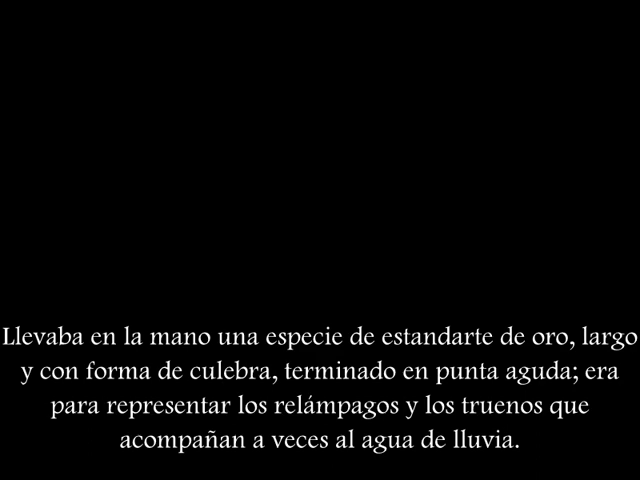 Llevaba en la mano una especie de estandarte de oro, largo
y con forma de culebra, terminado en punta aguda; era
para representar los relámpagos y los truenos que
acompañan a veces al agua de lluvia.